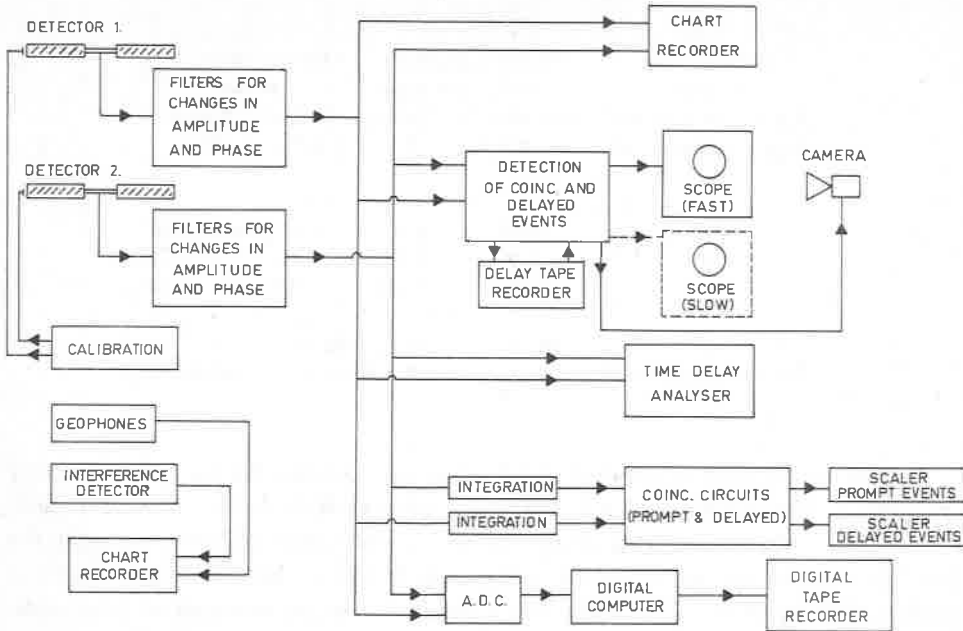 DETECTOR 1.
FILTERS FOR
CHANGES IN
AMPLITUDE
AND PHASE
DETECTOR 2.
FILTERS FOR
CHANGES IN
AMPLITUDE
AND PHASE
CALIBRATION
GEOPHONES
INTERFERENCE
DETECTOR
CHART
RECORDER
CHART
RECORDER
DETECTION
OF COINC. AND
DELAYED
EVENTS
DELAY TAPE
RECORDER
SCOPE
(FAST)
SCOPE
(SLOW)
CAMERA
TIME DELAY
ANALYSER
INTEGRATION
INTEGRATION
COINC. CIRCUITS
(PROMPT & DELAYED)
SCALER
PROMPT EVENTS
SCALER
DELAYED EVENTS
A.D.C.
DIGITAL
COMPUTER
DIGITAL
TAPE
RECORDER